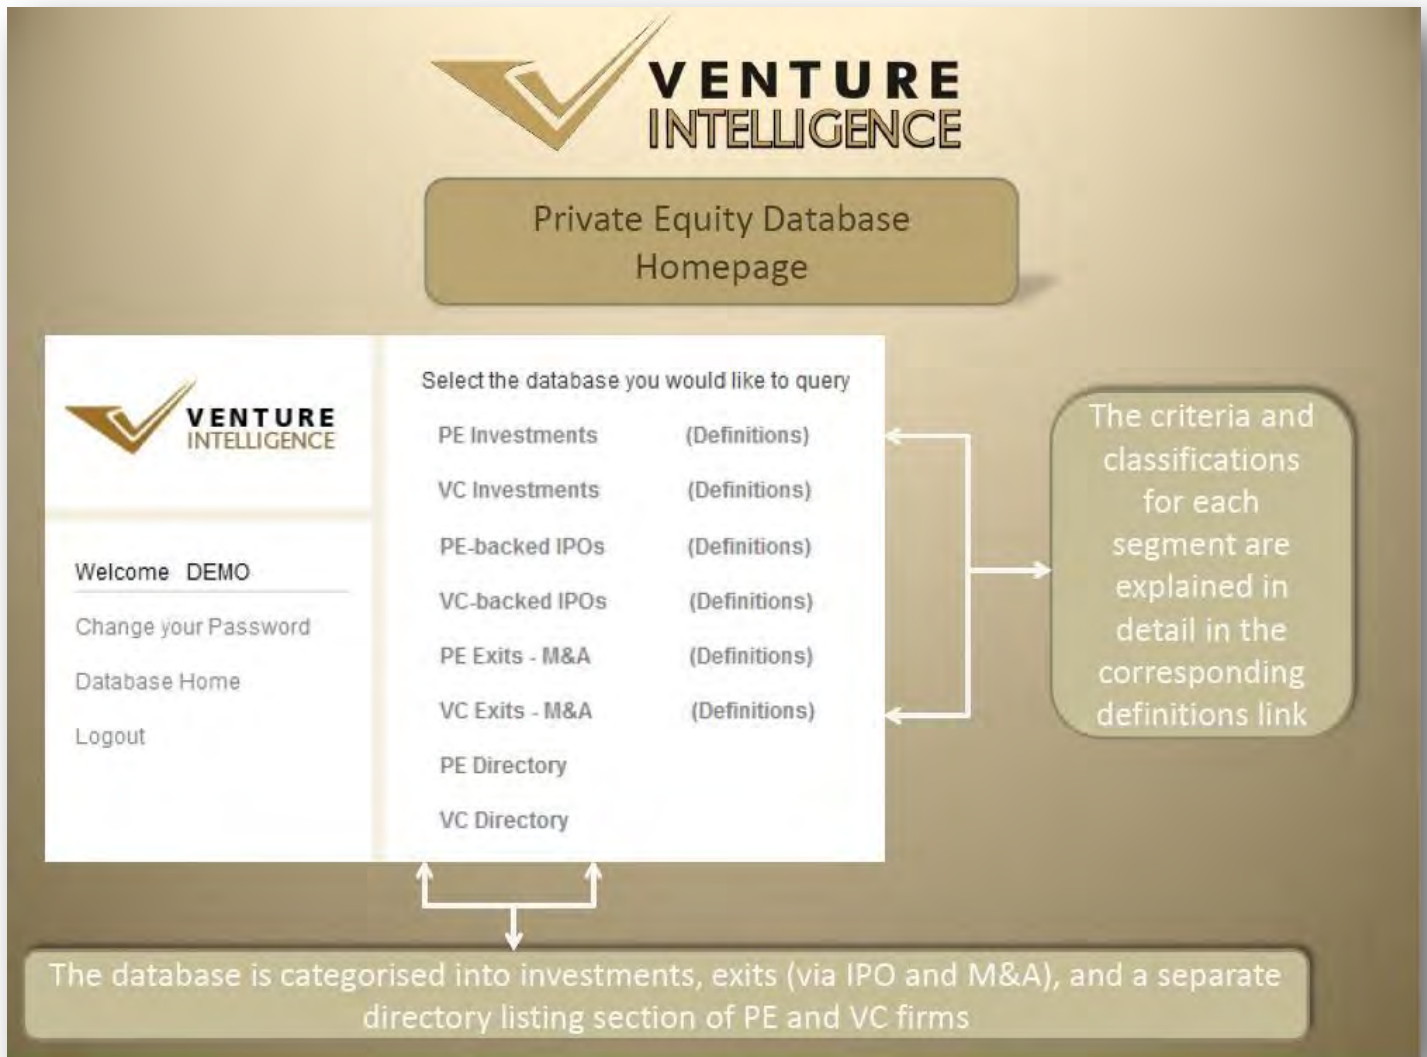 VENTURE
INTELLIGENCE
Private Equity Database
Homepage
VENTURE
INTELLIGENCE
Welcome DEMO
Change your Password
Database Home
Logout
Select the database you would like to query
PE Investments (Definitions)
VC Investments (Definitions)
PE-backed IPOs (Definitions)
VC-backed IPOs (Definitions)
PE Exits - M&A (Definitions)
VC Exits - M&A (Definitions)
PE Directory
VC Directory
The criteria and
classifications
for each
segment are
explained in
detail in the
corresponding
definitions link
The database is categorised into investments, exits (via IPO and M&A), and a separate
directory listing section of PE and VC firms